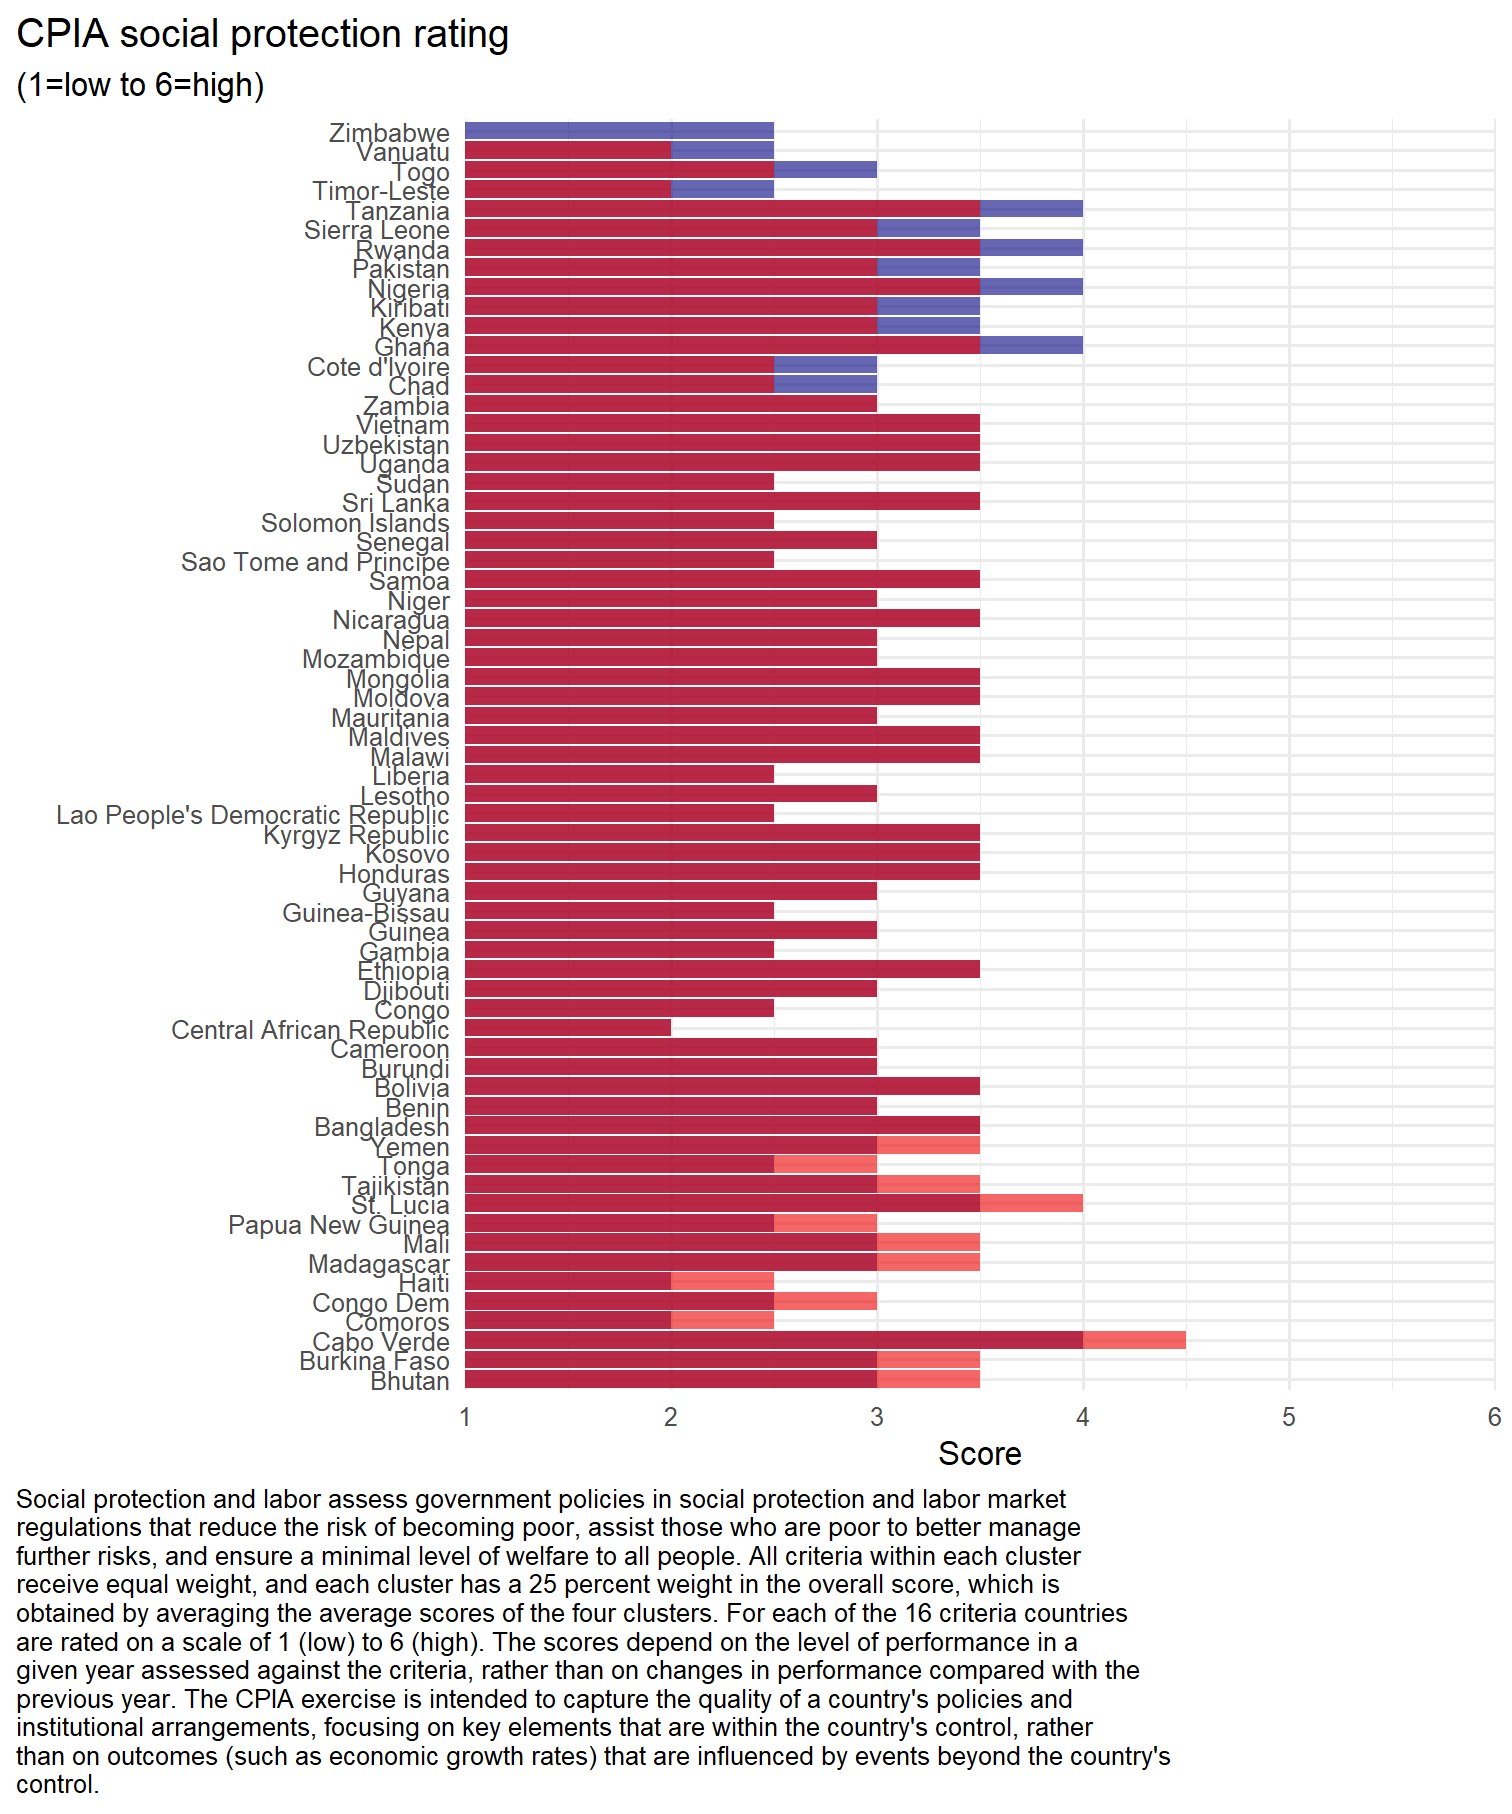 CPIA social protection rating
(1=low to 6=high)
Zimbabwe
Vanuatu
Togo
Timor-Leste
Tanzania
Sierra Leone
Rwanda
Pakistan
Nigeria
Kiribati
Kenya
Ghana
Cote d'Ivoire
Chad
Zambia
Vietnam
Uzbekistan
Uganda
Sudan
Sri Lanka
Solomon Islands
Senegal
Sao Tome and Principe
Samoa
Niger
Nicaragua
Nepal
Mozambique
Mongolia
Moldova
Mauritania
Maldives
Malawi
Liberia
Lesotho
Lao People's Democratic Republic
Kyrgyz Republic
Kosovo
Honduras
Guyana
Guinea-Bissau
Guinea
Gambia
Ethiopia
Djibouti
Congo
Central African Republic
Cameroon
Burundi
Bolivia
Benin
Bangladesh
Yemen
Tonga
Tajikistan
St. Lucia
Papua New Guinea
Mali
Madagascar
Haiti
Congo Dem
Comoros
Cabo Verde
Burkina Faso
Bhutan
1 2 3 4 5 6
Score
Social protection and labor assess government policies in social protection and labor market
regulations that reduce the risk of becoming poor, assist those who are poor to better manage
further risks, and ensure a minimal level of welfare to all people. All criteria within each cluster
receive equal weight, and each cluster has a 25 percent weight in the overall score, which is
obtained by averaging the average scores of the four clusters. For each of the 16 criteria countries
are rated on a scale of 1 (low) to 6 (high). The scores depend on the level of performance in a
given year assessed against the criteria, rather than on changes in performance compared with the
previous year. The CPIA exercise is intended to capture the quality of a country's policies and
institutional arrangements, focusing on key elements that are within the country's control, rather
than on outcomes (such as economic growth rates) that are influenced by events beyond the country's
control.